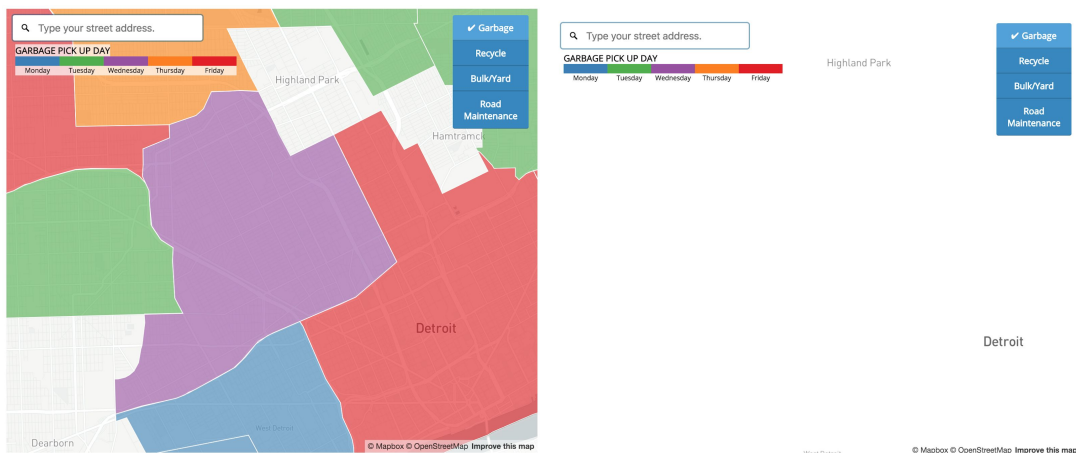 Type your street address.
GARBAGE PICK UP DAY
Monday Tuesday Wednesday Thursday Friday
✔ Garbage
Recycle
Bulk/Yard
Road
Maintenance
Highland Park
Hamtramck
Detroit
West Detroit
Dearborn
© Mapbox © OpenStreetMap Improve this map
Type your street address.
GARBAGE PICK UP DAY
Monday Tuesday Wednesday Thursday Friday
✔ Garbage
Recycle
Bulk/Yard
Road
Maintenance
Highland Park
Detroit
West Detroit
© Mapbox © OpenStreetMap Improve this map